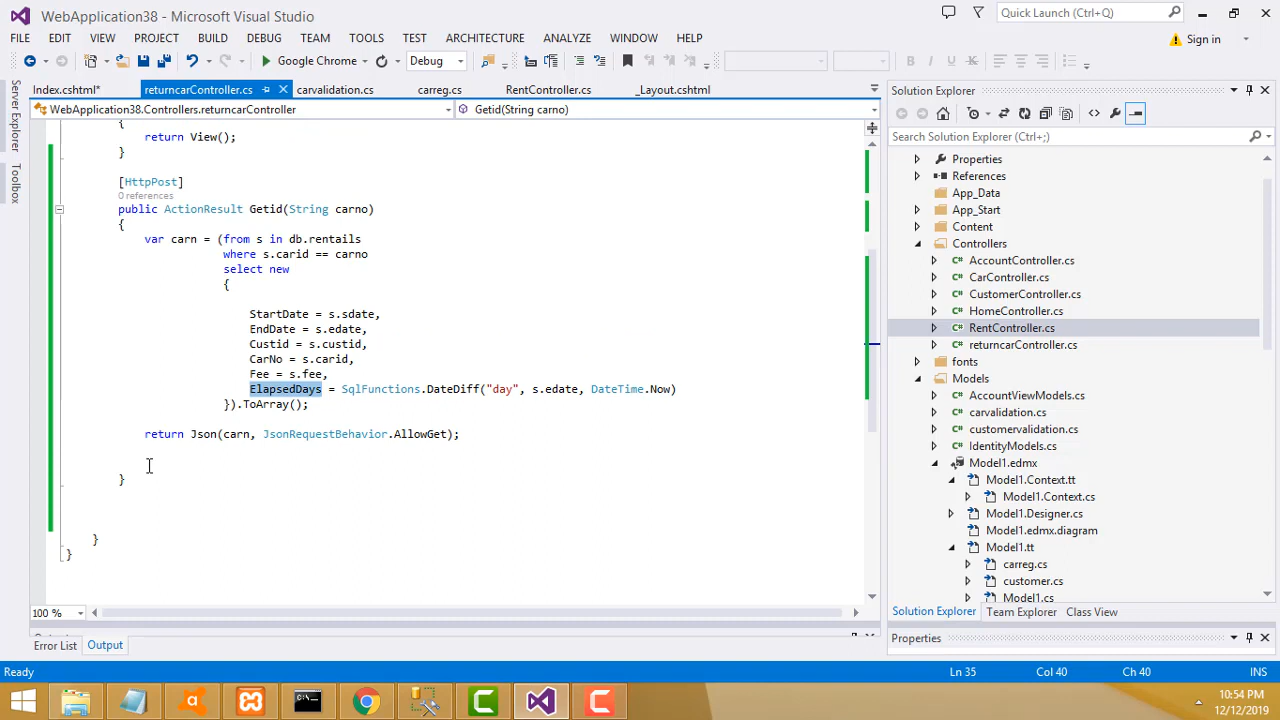 WebApplication38 - Microsoft Visual Studio
Quick Launch (Ctrl+Q)
FILE EDIT VIEW PROJECT BUILD DEBUG TEAM TOOLS TEST ARCHITECTURE ANALYZE WINDOW HELP
Sign in
Google Chrome
Debug
Server Explorer
Toolbox
Index.cshtml*
returncarController.cs
carvalidation.cs
carreg.cs
RentController.cs
_Layout.cshtml
WebApplication38.Controllers.returncarController
Getid(String carno)
{
return View();
}
[HttpPost]
0 references
public ActionResult Getid(String carno)
{
var carn = (from s in db.rentails
where s.carid == carno
select new
{
StartDate = s.sdate,
EndDate = s.edate,
Custid = s.custid,
CarNo = s.carid,
Fee = s.fee,
ElapsedDays = SqlFunctions.DateDiff("day", s.edate, DateTime.Now)
}).ToArray();
return Json(carn, JsonRequestBehavior.AllowGet);
}
}
}
100 %
Error List
Output
Solution Explorer
Search Solution Explorer (Ctrl+;)
Properties
References
App_Data
App_Start
Content
Controllers
AccountController.cs
CarController.cs
CustomerController.cs
HomeController.cs
RentController.cs
returncarController.cs
fonts
Models
AccountViewModels.cs
carvalidation.cs
customervalidation.cs
IdentityModels.cs
Model1.edmx
Model1.Context.tt
Model1.Context.cs
Model1.Designer.cs
Model1.edmx.diagram
Model1.tt
carreg.cs
customer.cs
Model1.cs
Solution Explorer
Team Explorer
Class View
Properties
Ready
Ln 35
Col 40
Ch 40
INS
10:54 PM
12/12/2019